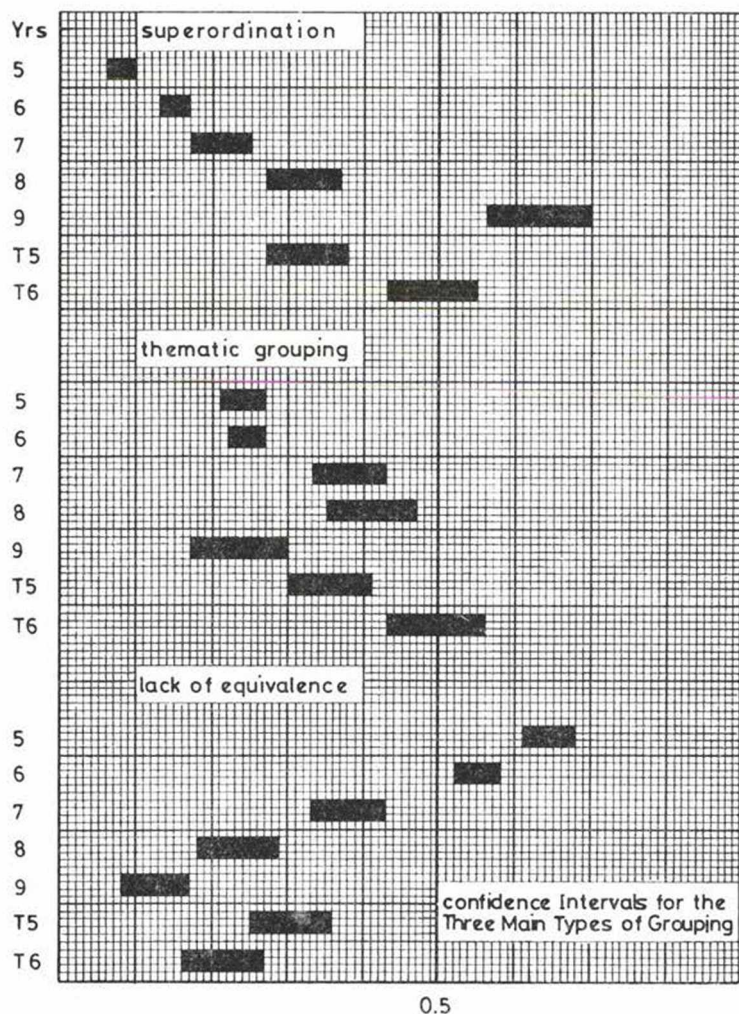 Yrs superordination
5
6
7
8
9
T5
T6
thematic grouping
5
6
7
8
9
T5
T6
lack of equivalence
5
6
7
8
9
T5
T6
confidence Intervals for the
Three Main Types of Grouping
0.5